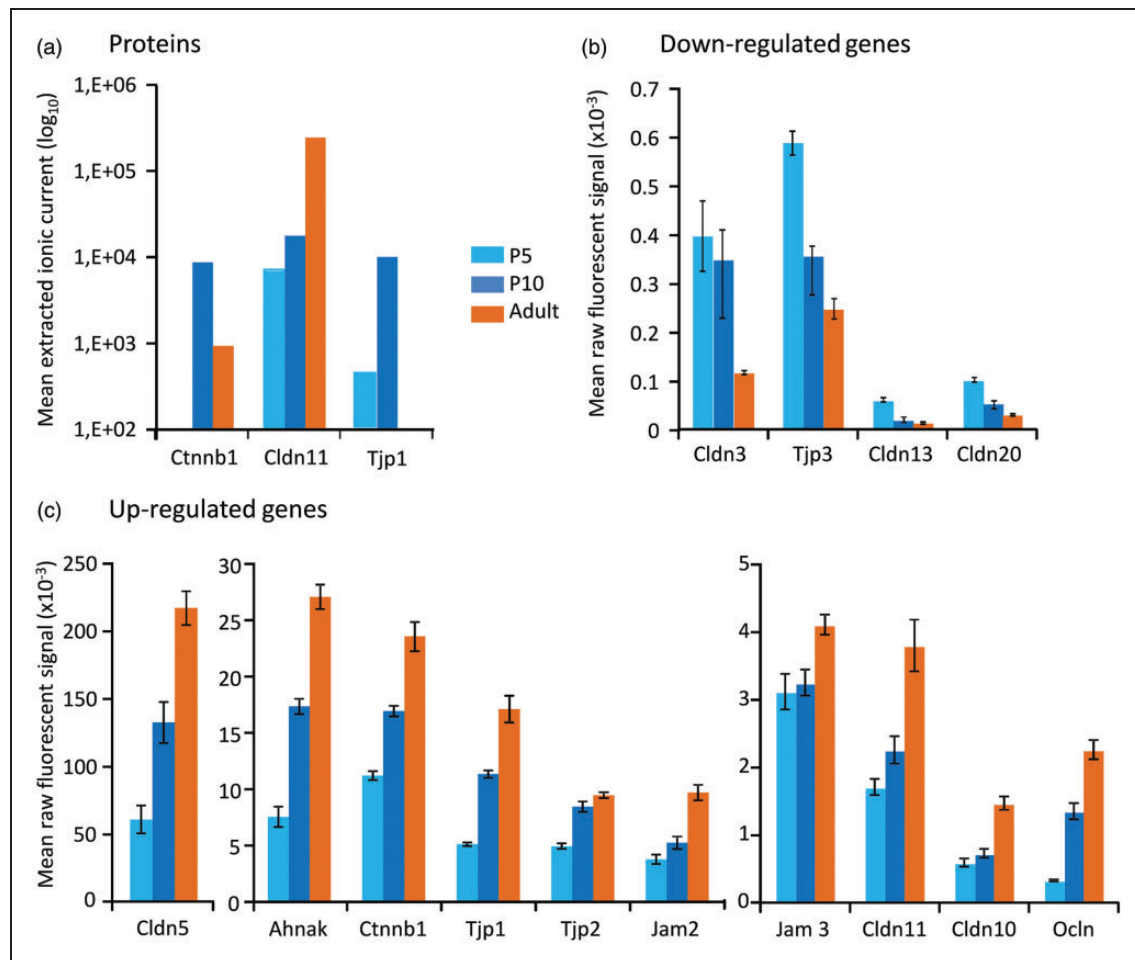 (a) Proteins
Mean extracted ionic current (log10)
1,E+06
1,E+05
1,E+04
1,E+03
1,E+02
Ctnnb1 Cldn11 Tjp1
P5
P10
Adult
(b) Down-regulated genes
Mean raw fluorescent signal (x10-3)
0.7
0.6
0.5
0.4
0.3
0.2
0.1
0
Cldn3 Tjp3 Cldn13 Cldn20
(c) Up-regulated genes
Mean raw fluorescent signal (x10-3)
250
200
150
100
50
0
Cldn5
30
25
20
15
10
5
0
Ahnak Ctnnb1 Tjp1 Tjp2 Jam2
5
4
3
2
1
0
Jam 3 Cldn11 Cldn10 Ocln